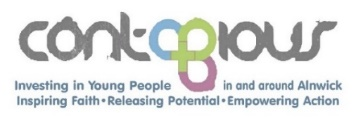 contagious
Investing in Young People in and around Alnwick
Inspiring Faith•Releasing Potential•Empowering Action